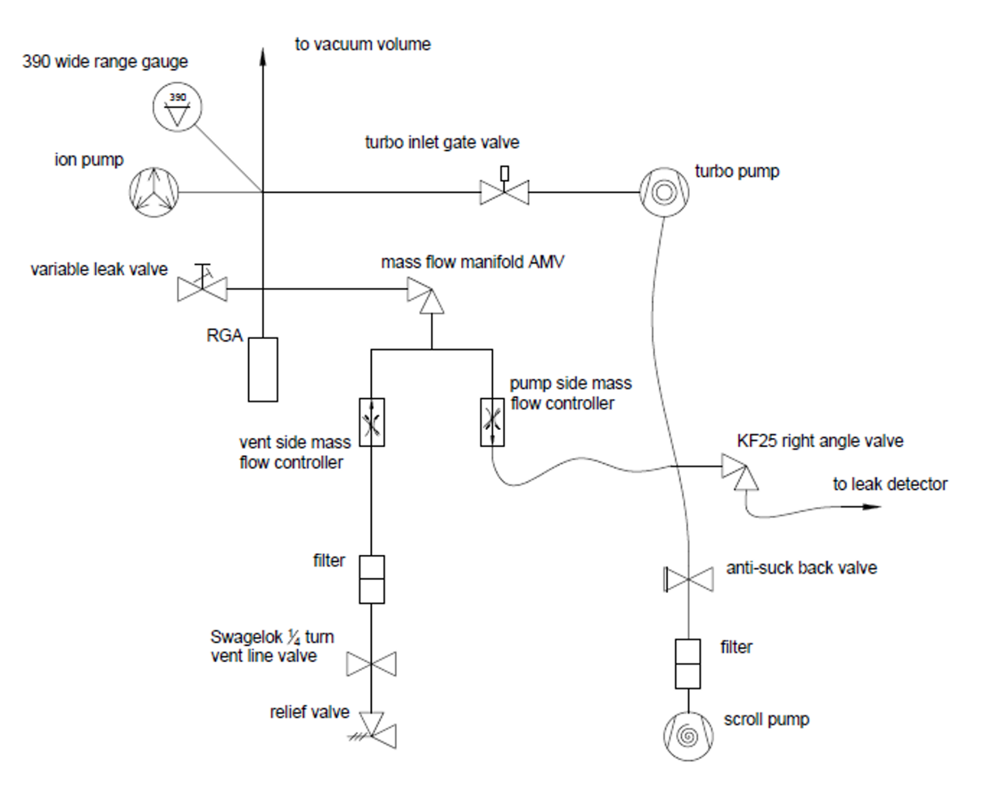 to vacuum volume
390 wide range gauge
390
turbo inlet gate valve
ion pump
turbo pump
mass flow manifold AMV
variable leak valve
RGA
pump side mass
flow controller
vent side mass
flow controller
KF25 right angle valve
to leak detector
filter
anti-suck back valve
Swagelok ¼ turn
vent line valve
filter
relief valve
scroll pump